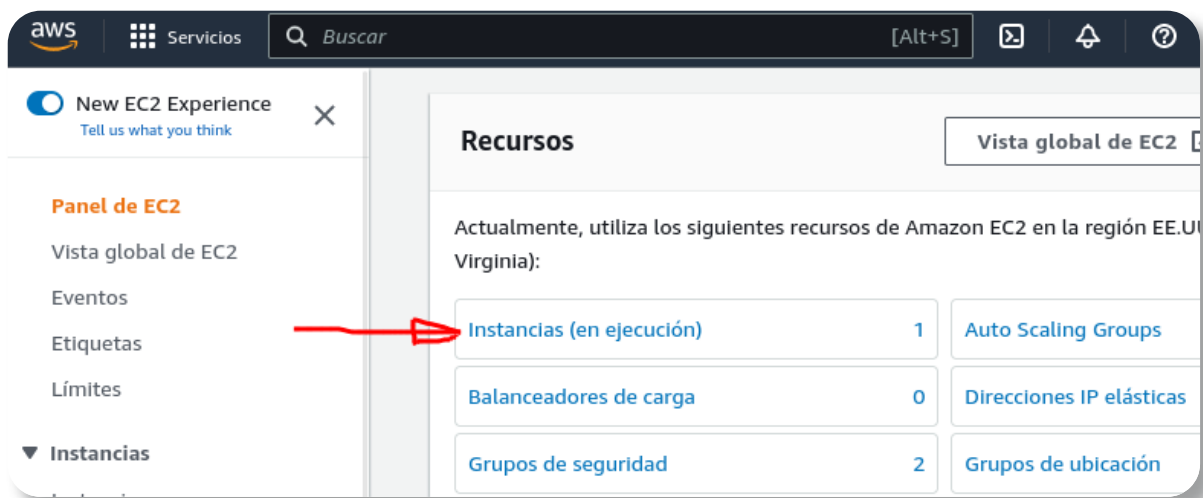 aws
Servicios
Buscar
[Alt+S]
New EC2 Experience
Tell us what you think
Panel de EC2
Vista global de EC2
Eventos
Etiquetas
Límites
Instancias
Recursos
Vista global de EC2
Actualmente, utiliza los siguientes recursos de Amazon EC2 en la región EE.UU
Virginia):
Instancias (en ejecución) 1
Auto Scaling Groups
Balanceadores de carga 0
Direcciones IP elásticas
Grupos de seguridad 2
Grupos de ubicación